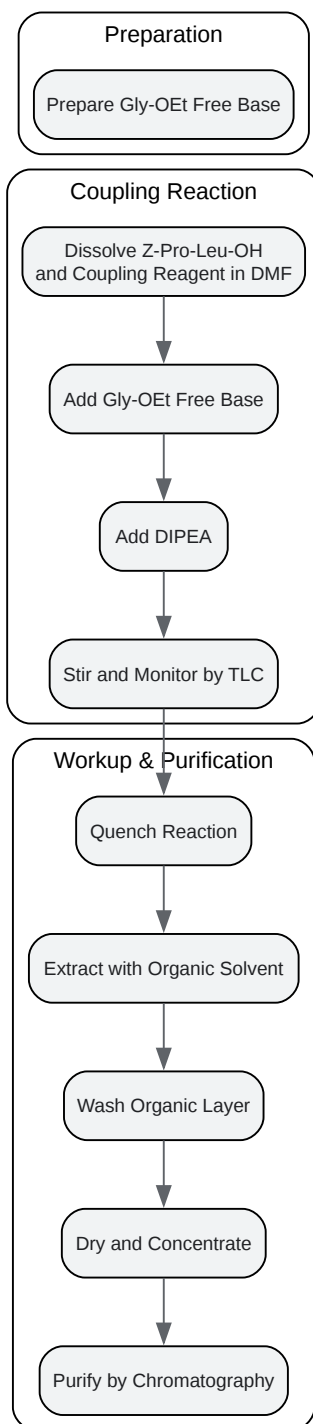 Preparation
Prepare Gly-OEt Free Base
Coupling Reaction
Dissolve Z-Pro-Leu-OH
and Coupling Reagent in DMF
Add Gly-OEt Free Base
Add DIPEA
Stir and Monitor by TLC
Workup & Purification
Quench Reaction
Extract with Organic Solvent
Wash Organic Layer
Dry and Concentrate
Purify by Chromatography